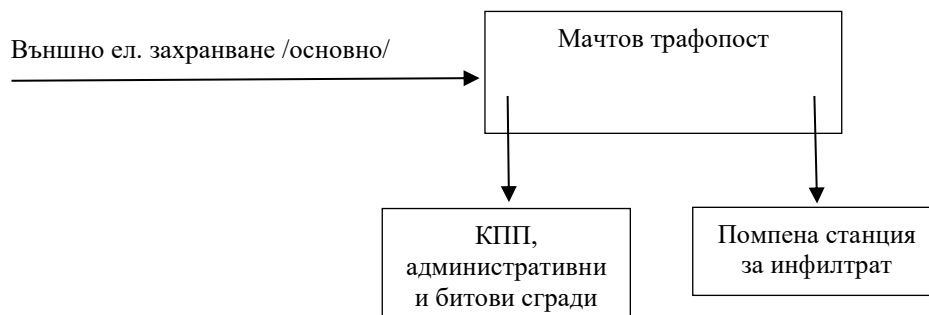 Външно ел. захранване /основно/
Мачтов трафопост
КПП,
административни
и битови сгради
Помпена станция
за инфилтрат